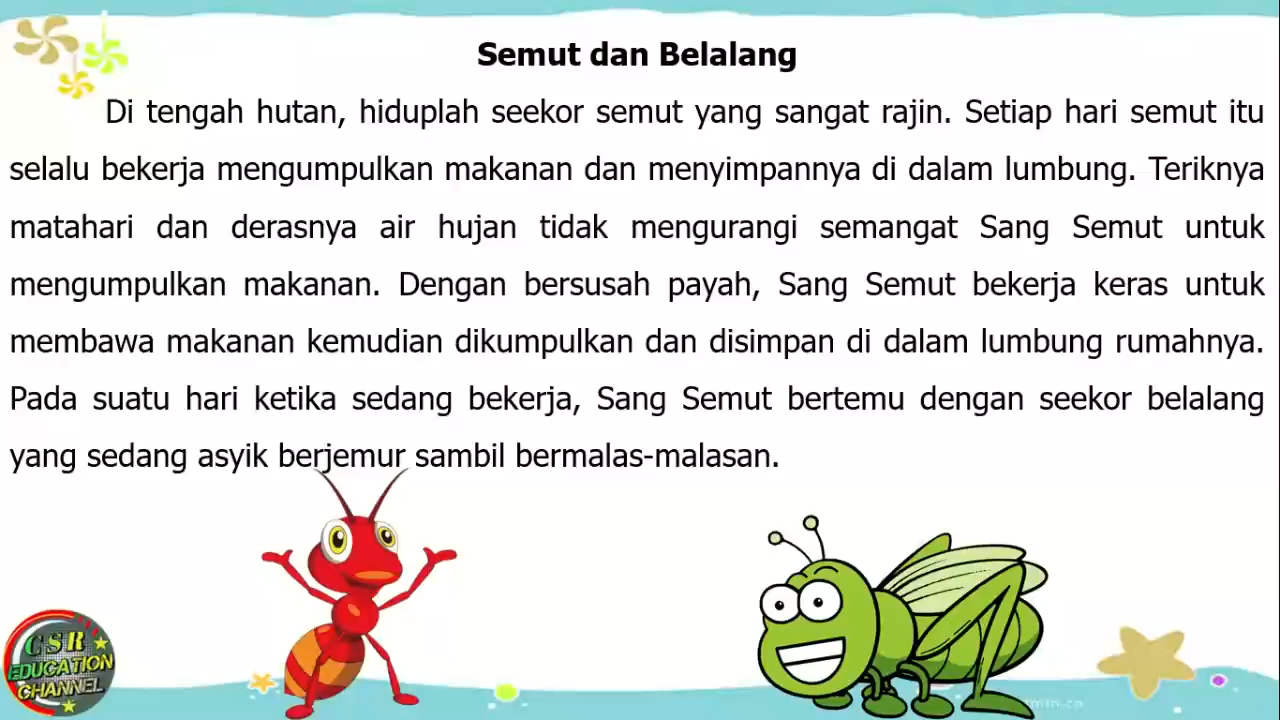 Semut dan Belalang
Di tengah hutan, hiduplah seekor semut yang sangat rajin. Setiap hari semut itu
selalu bekerja mengumpulkan makanan dan menyimpannya di dalam lumbung. Teriknya
matahari dan derasnya air hujan tidak mengurangi semangat Sang Semut untuk
mengumpulkan makanan. Dengan bersusah payah, Sang Semut bekerja keras untuk
membawa makanan kemudian dikumpulkan dan disimpan di dalam lumbung rumahnya.
Pada suatu hari ketika sedang bekerja, Sang Semut bertemu dengan seekor belalang
yang sedang asyik berjemur sambil bermalas-malasan.
CSR
EDUCATION
CHANNEL